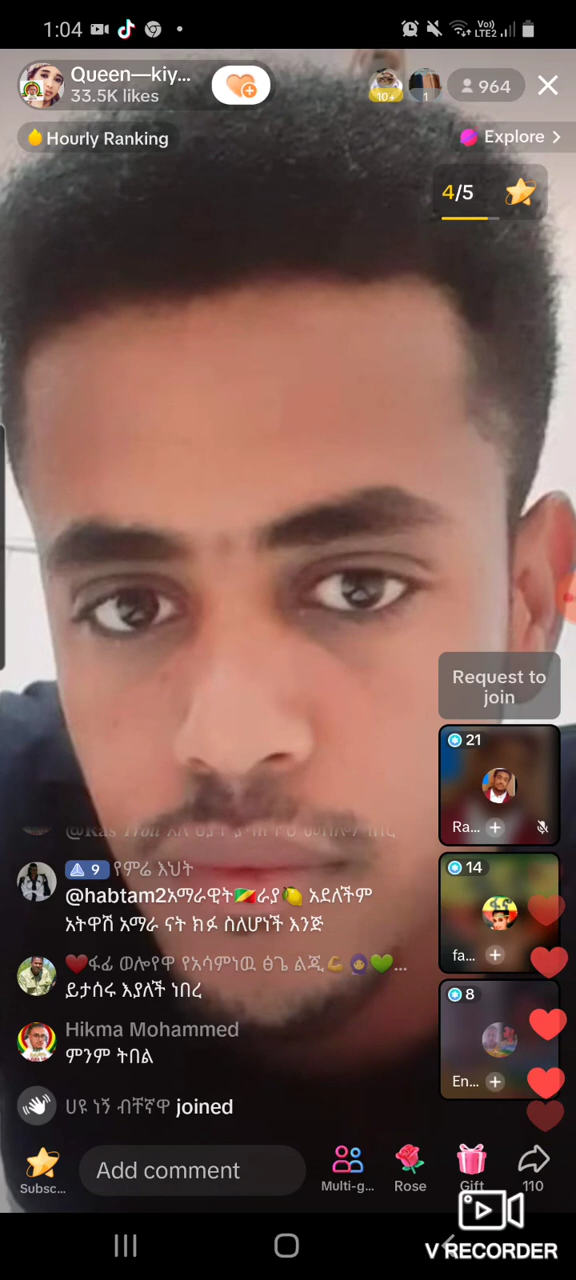 1:04
Voj) LTE2
Queen—kiy...
33.5K likes
10+
1
964
Hourly Ranking
Explore
4/5
Request to join
21
Ra...
14
fa...
8
En...
9 የምሬ እህት
@habtam2አማራዊት🇨🇬ራያ🍋 አደለችም
አትዋሽ አማራ ናት ክፉ ስለሆነች እንጅ
❤️ፋፊ ወሎየዋ የአሳምነዉ ፅጌ ልጂ💪🧕💚...
ይታሰሩ እያለች ነበረ
Hikma Mohammed
ምንም ትበል
ሀዩ ነኝ ብቸኛዋ joined
Subsc...
Add comment
Multi-g...
Rose
Gift
110
V RECORDER